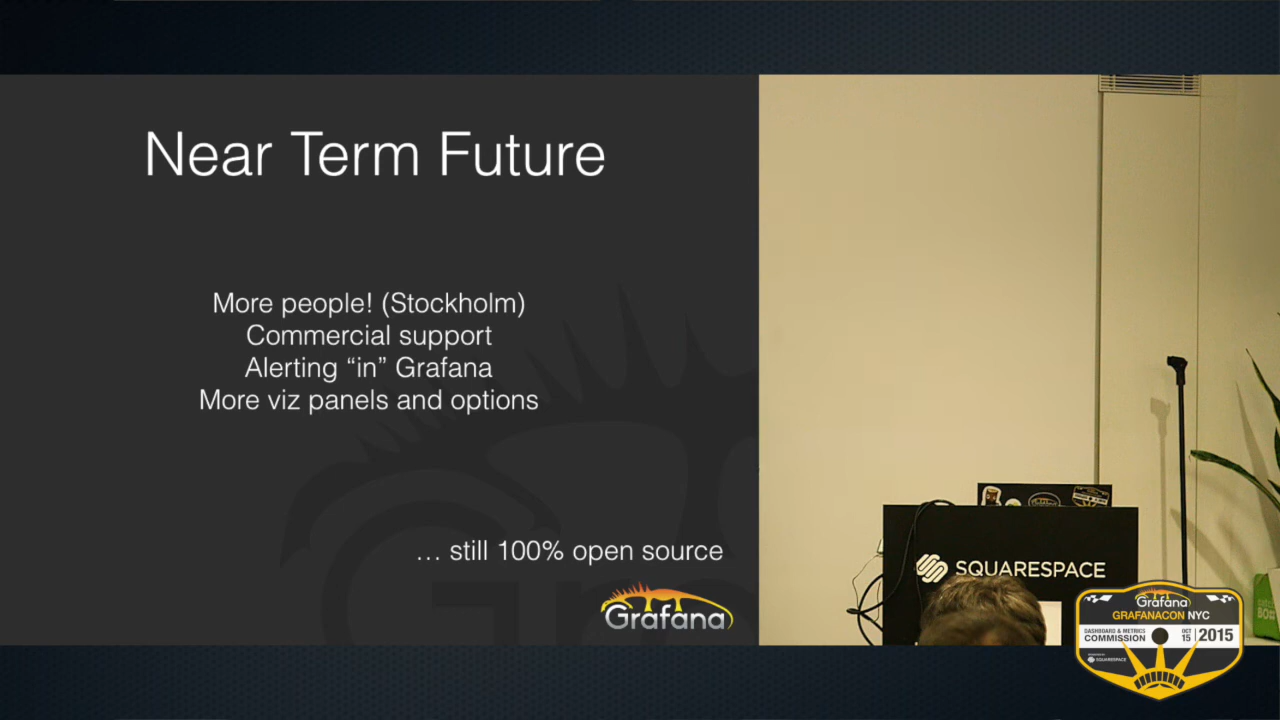 Near Term Future
More people! (Stockholm)
Commercial support
Alerting “in” Grafana
More viz panels and options
… still 100% open source
Grafana
SQUARESPACE
Grafana
GRAFANACON NYC
DASHBOARD & METRICS
COMMISSION
OCT
15
2015
SQUARESPACE